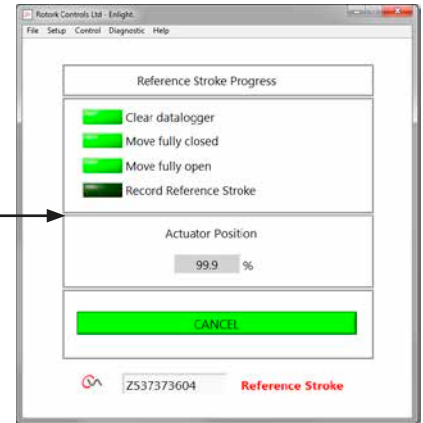 Rotork Controls Ltd - Enlight.
File Setup Control Diagnostic Help
Reference Stroke Progress
Clear datalogger
Move fully closed
Move fully open
Record Reference Stroke
Actuator Position
99.9 %
CANCEL
ZS37373604 Reference Stroke